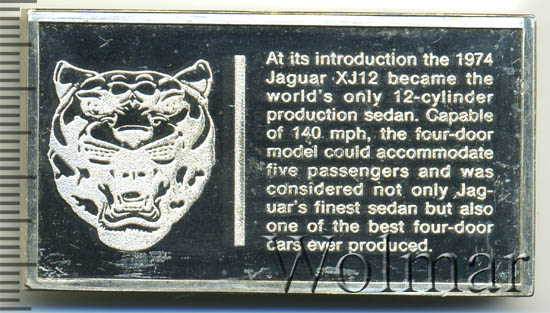 At its introduction the 1974
Jaguar XJ12 became the
world's only 12-cylinder
production sedan. Capable
of 140 mph, the four-door
model could accommodate
five passengers and was
considered not only Jag-
uar's finest sedan but also
one of the best four-door
cars ever produced.
Wolmar